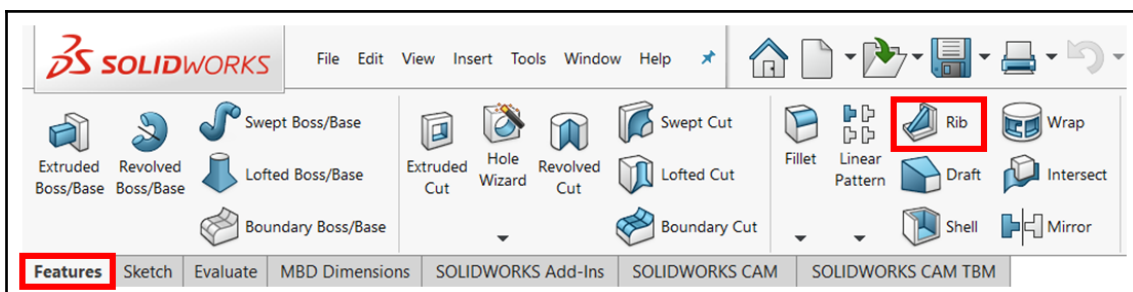 SOLIDWORKS File Edit View Insert Tools Window Help
Extruded Boss/Base
Revolved Boss/Base
Swept Boss/Base
Lofted Boss/Base
Boundary Boss/Base
Extruded Cut
Hole Wizard
Revolved Cut
Swept Cut
Lofted Cut
Boundary Cut
Fillet
Linear Pattern
Rib
Draft
Shell
Wrap
Intersect
Mirror
Features Sketch Evaluate MBD Dimensions SOLIDWORKS Add-Ins SOLIDWORKS CAM SOLIDWORKS CAM TBM